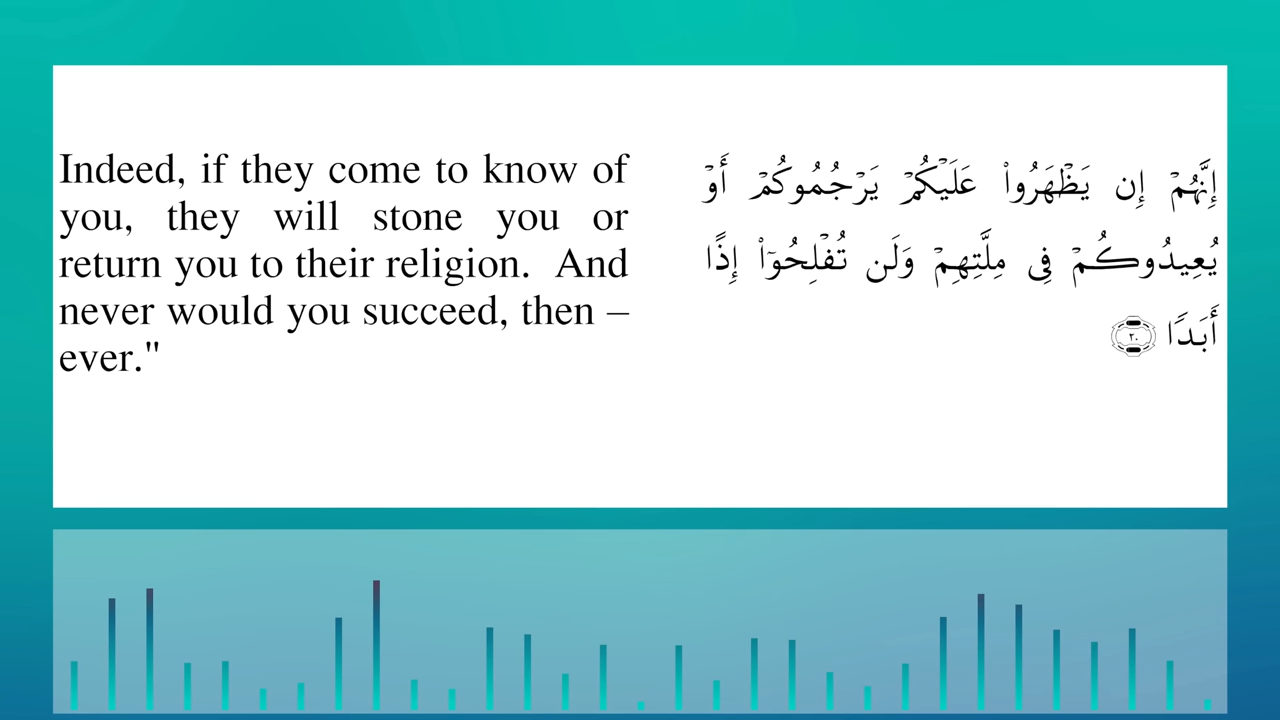 Indeed, if they come to know of
you, they will stone you or
return you to their religion. And
never would you succeed, then –
ever."
إِنَّهُمْ إِن يَظْهَرُوا۟ عَلَيْكُمْ يَرْجُمُوكُمْ أَوْ
يُعِيدُوكُمْ فِى مِلَّتِهِمْ وَلَن تُفْلِحُوٓا۟ إِذًا
أَبَدًا ٢٠